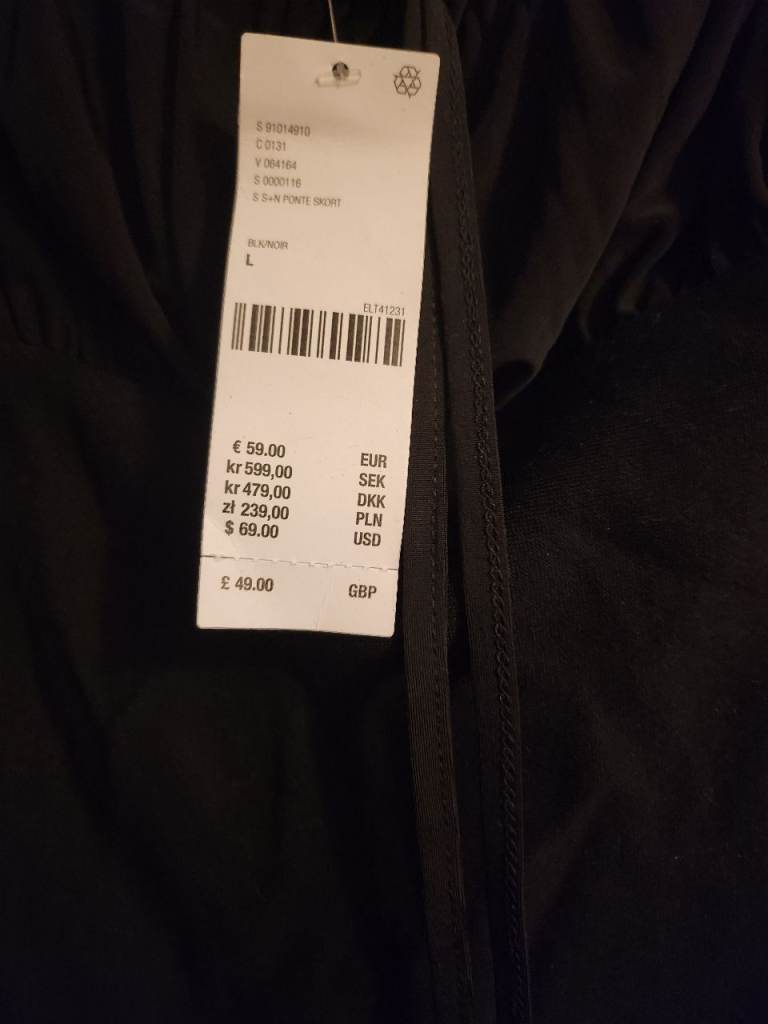 S 91014910
C 0131
V 064164
S 0000116
S S+N PONTE SKORT
BLK/NOIR
L
ELT41231
€ 59.00 EUR
kr 599,00 SEK
kr 479,00 DKK
zł 239,00 PLN
$ 69.00 USD
£ 49.00 GBP